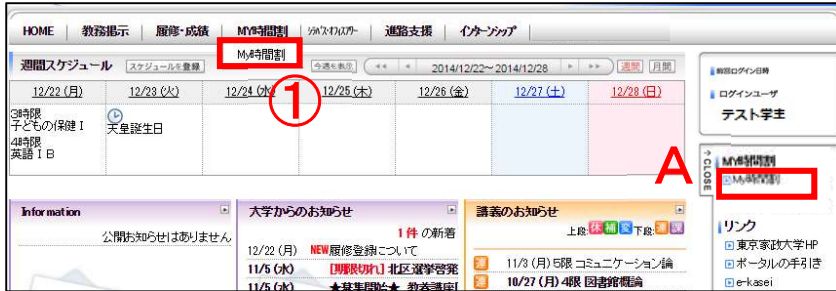 HOME 教務掲示 履修・成績 MY時間割 ｼﾗﾊﾞｽ・ｵﾌｨｽｱﾜｰ 進路支援 インターンシップ
My時間割
週間スケジュール スケジュールを登録 今週を表示 2014/12/22～2014/12/28 週間 月間
12/22 (月) 12/23 (火) 12/24 (水) 12/25 (木) 12/26 (金) 12/27 (土) 12/28 (日)
3時限
子どもの保健Ⅰ 天皇誕生日
4時限
英語ⅠB
①
前回ログイン日時
ログインユーザ
テスト学生
A
CLOSE
MY時間割
My時間割
リンク
東京家政大学HP
ポータルの手引き
e-kasei
Information 大学からのお知らせ 講義のお知らせ
公開お知らせはありません
1件 の新着
12/22 (月) NEW履修登録について
11/5 (水) 【期限切れ】北区選挙啓発
11/5 (水) ★募集開始★ 教養講座
上段:休補変 下段:連課
連 11/3 (月) 5限 コミュニケーション論
連 10/27 (月) 4限 図書館概論